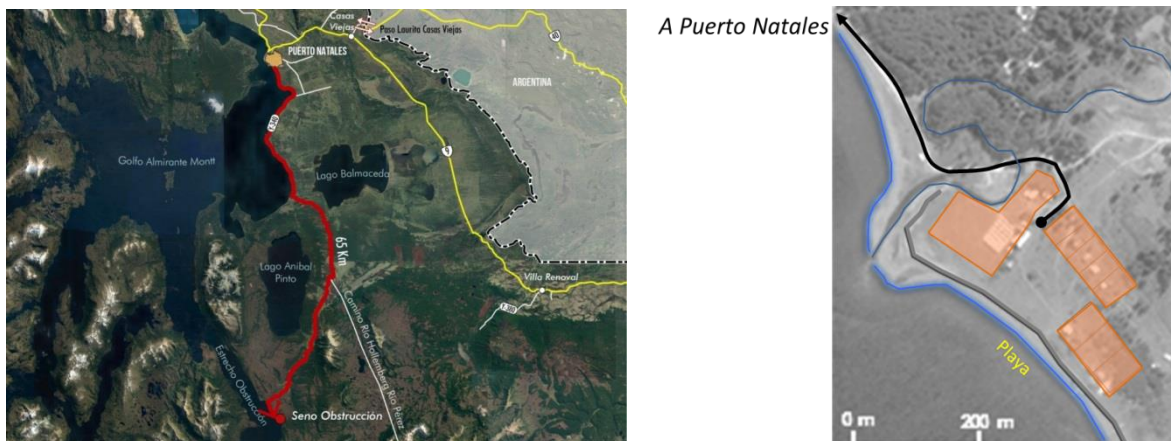 Casas
Viejas
Paso Laurita Casas Viejas
PUERTO NATALES
ARGENTINA
Golfo Almirante Montt
Lago Balmaceda
65 Km
Lago Anibal
Pinto
Villa Renoval
Camino Río Hollemberg Río Pérez
Estrecho Obstrucción
Seno Obstrucción
A Puerto Natales
Playa
0 m
200 m